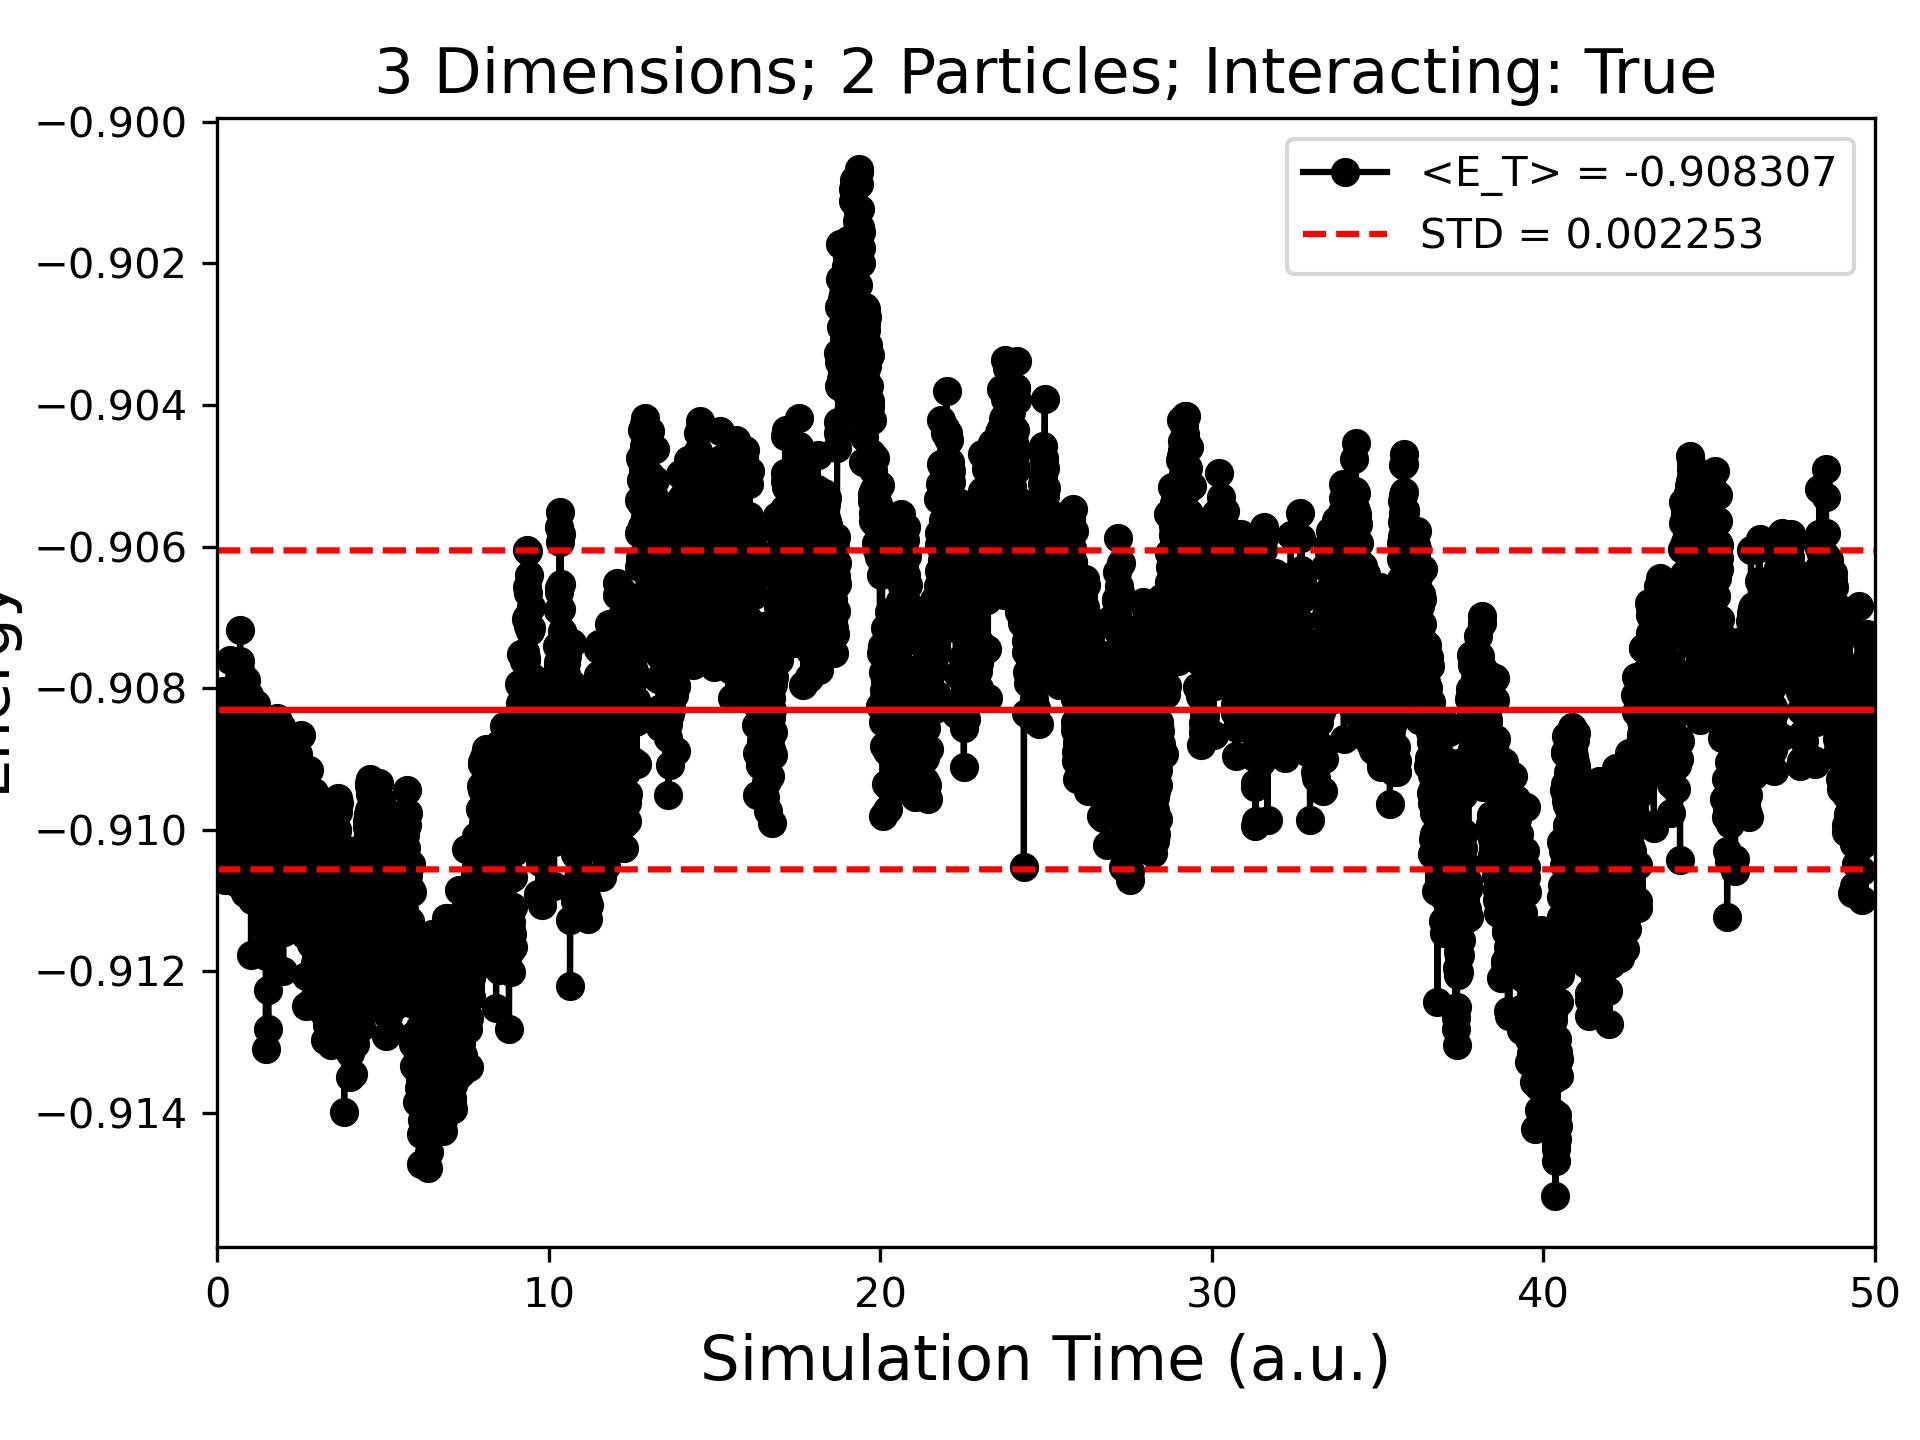 3 Dimensions; 2 Particles; Interacting: True
<E_T> = -0.908307
STD = 0.002253
−0.900
−0.902
−0.904
−0.906
−0.908
−0.910
−0.912
−0.914
Energy
0 10 20 30 40 50
Simulation Time (a.u.)